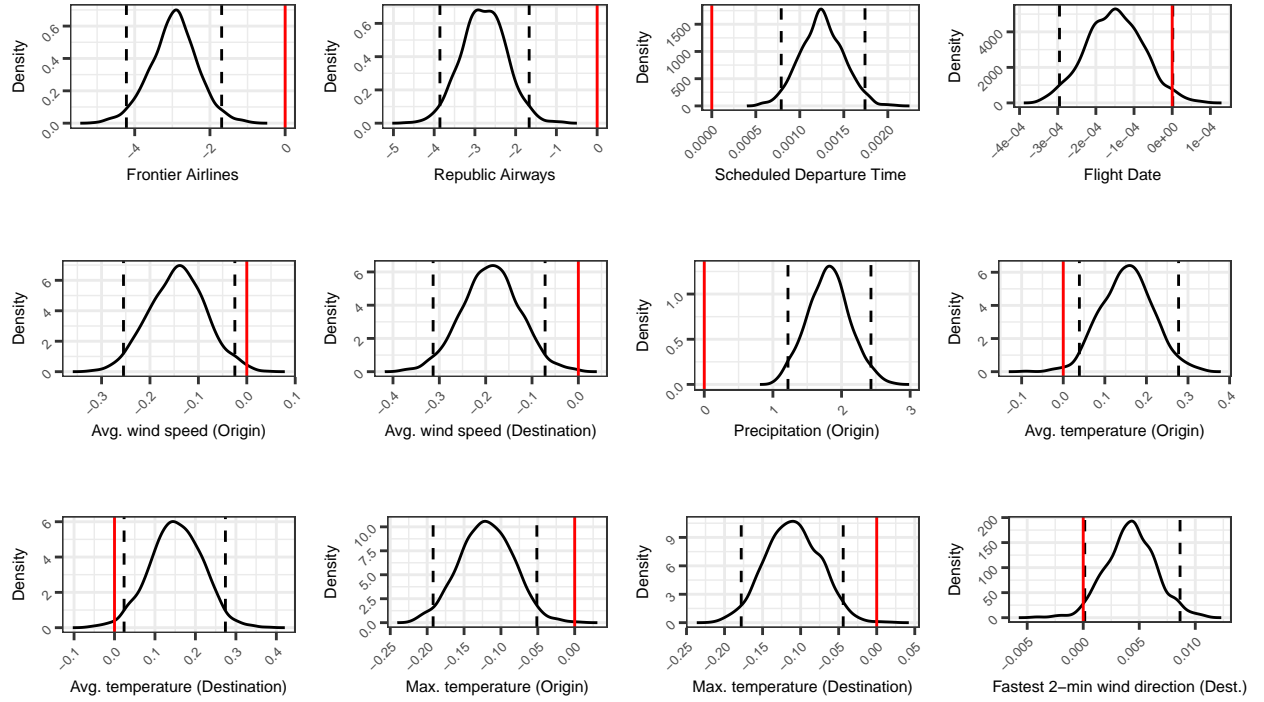 Density
0.0 0.2 0.4 0.6
−4 −2 0
Frontier Airlines
Density
0.0 0.2 0.4 0.6
−5 −4 −3 −2 −1 0
Republic Airways
Density
0 500 1000 1500
0.0000 0.0005 0.0010 0.0015 0.0020
Scheduled Departure Time
Density
0 2000 4000
−4e−04 −3e−04 −2e−04 −1e−04 0e+00 1e−04
Flight Date
Density
0 2 4 6
−0.3 −0.2 −0.1 0.0 0.1
Avg. wind speed (Origin)
Density
0 2 4 6
−0.4 −0.3 −0.2 −0.1 0.0
Avg. wind speed (Destination)
Density
0.0 0.5 1.0
0 1 2 3
Precipitation (Origin)
Density
0 2 4 6
−0.1 0.0 0.1 0.2 0.3 0.4
Avg. temperature (Origin)
Density
0 2 4 6
−0.1 0.0 0.1 0.2 0.3 0.4
Avg. temperature (Destination)
Density
0.0 2.5 5.0 7.5 10.0
−0.25 −0.20 −0.15 −0.10 −0.05 0.00
Max. temperature (Origin)
Density
0 3 6 9
−0.25 −0.20 −0.15 −0.10 −0.05 0.00 0.05
Max. temperature (Destination)
Density
0 50 100 150 200
−0.005 0.000 0.005 0.010
Fastest 2−min wind direction (Dest.)